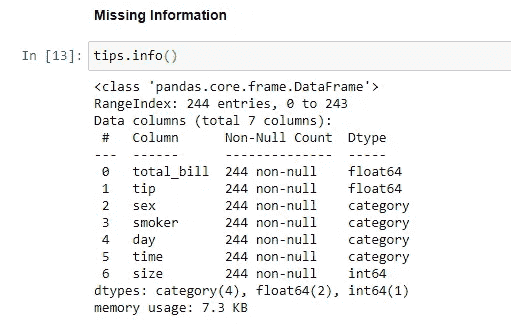 Missing Information
In [13]: tips.info()
<class 'pandas.core.frame.DataFrame'>
RangeIndex: 244 entries, 0 to 243
Data columns (total 7 columns):
#   Column      Non-Null Count  Dtype
---  ------      --------------  -----
0   total_bill  244 non-null    float64
1   tip         244 non-null    float64
2   sex         244 non-null    category
3   smoker      244 non-null    category
4   day         244 non-null    category
5   time        244 non-null    category
6   size        244 non-null    int64
dtypes: category(4), float64(2), int64(1)
memory usage: 7.3 KB